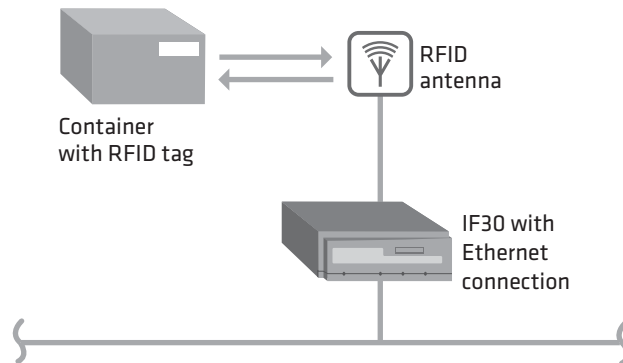 RFID
antenna
Container
with RFID tag
IF30 with
Ethernet
connection